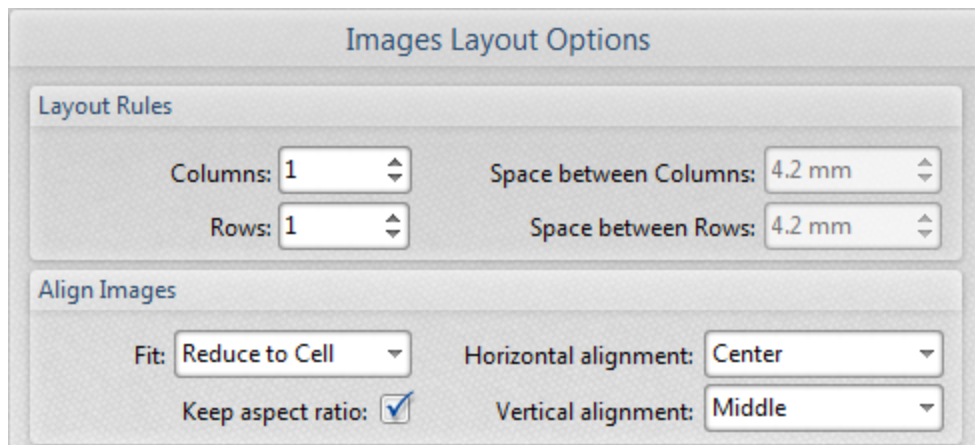 Images Layout Options
Layout Rules
Columns: 1 Space between Columns: 4.2 mm
Rows: 1 Space between Rows: 4.2 mm
Align Images
Fit: Reduce to Cell Horizontal alignment: Center
Keep aspect ratio: Vertical alignment: Middle